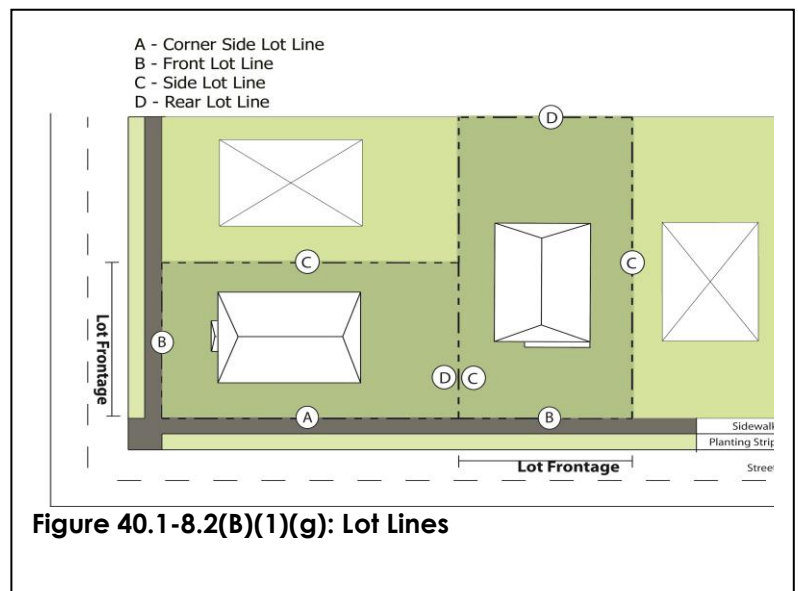 A - Corner Side Lot Line
B - Front Lot Line
C - Side Lot Line
D - Rear Lot Line
D
C
C
B
Lot Frontage
D
C
A
B
Sidewalk
Planting Strip
Lot Frontage
Street
Figure 40.1-8.2(B)(1)(g): Lot Lines